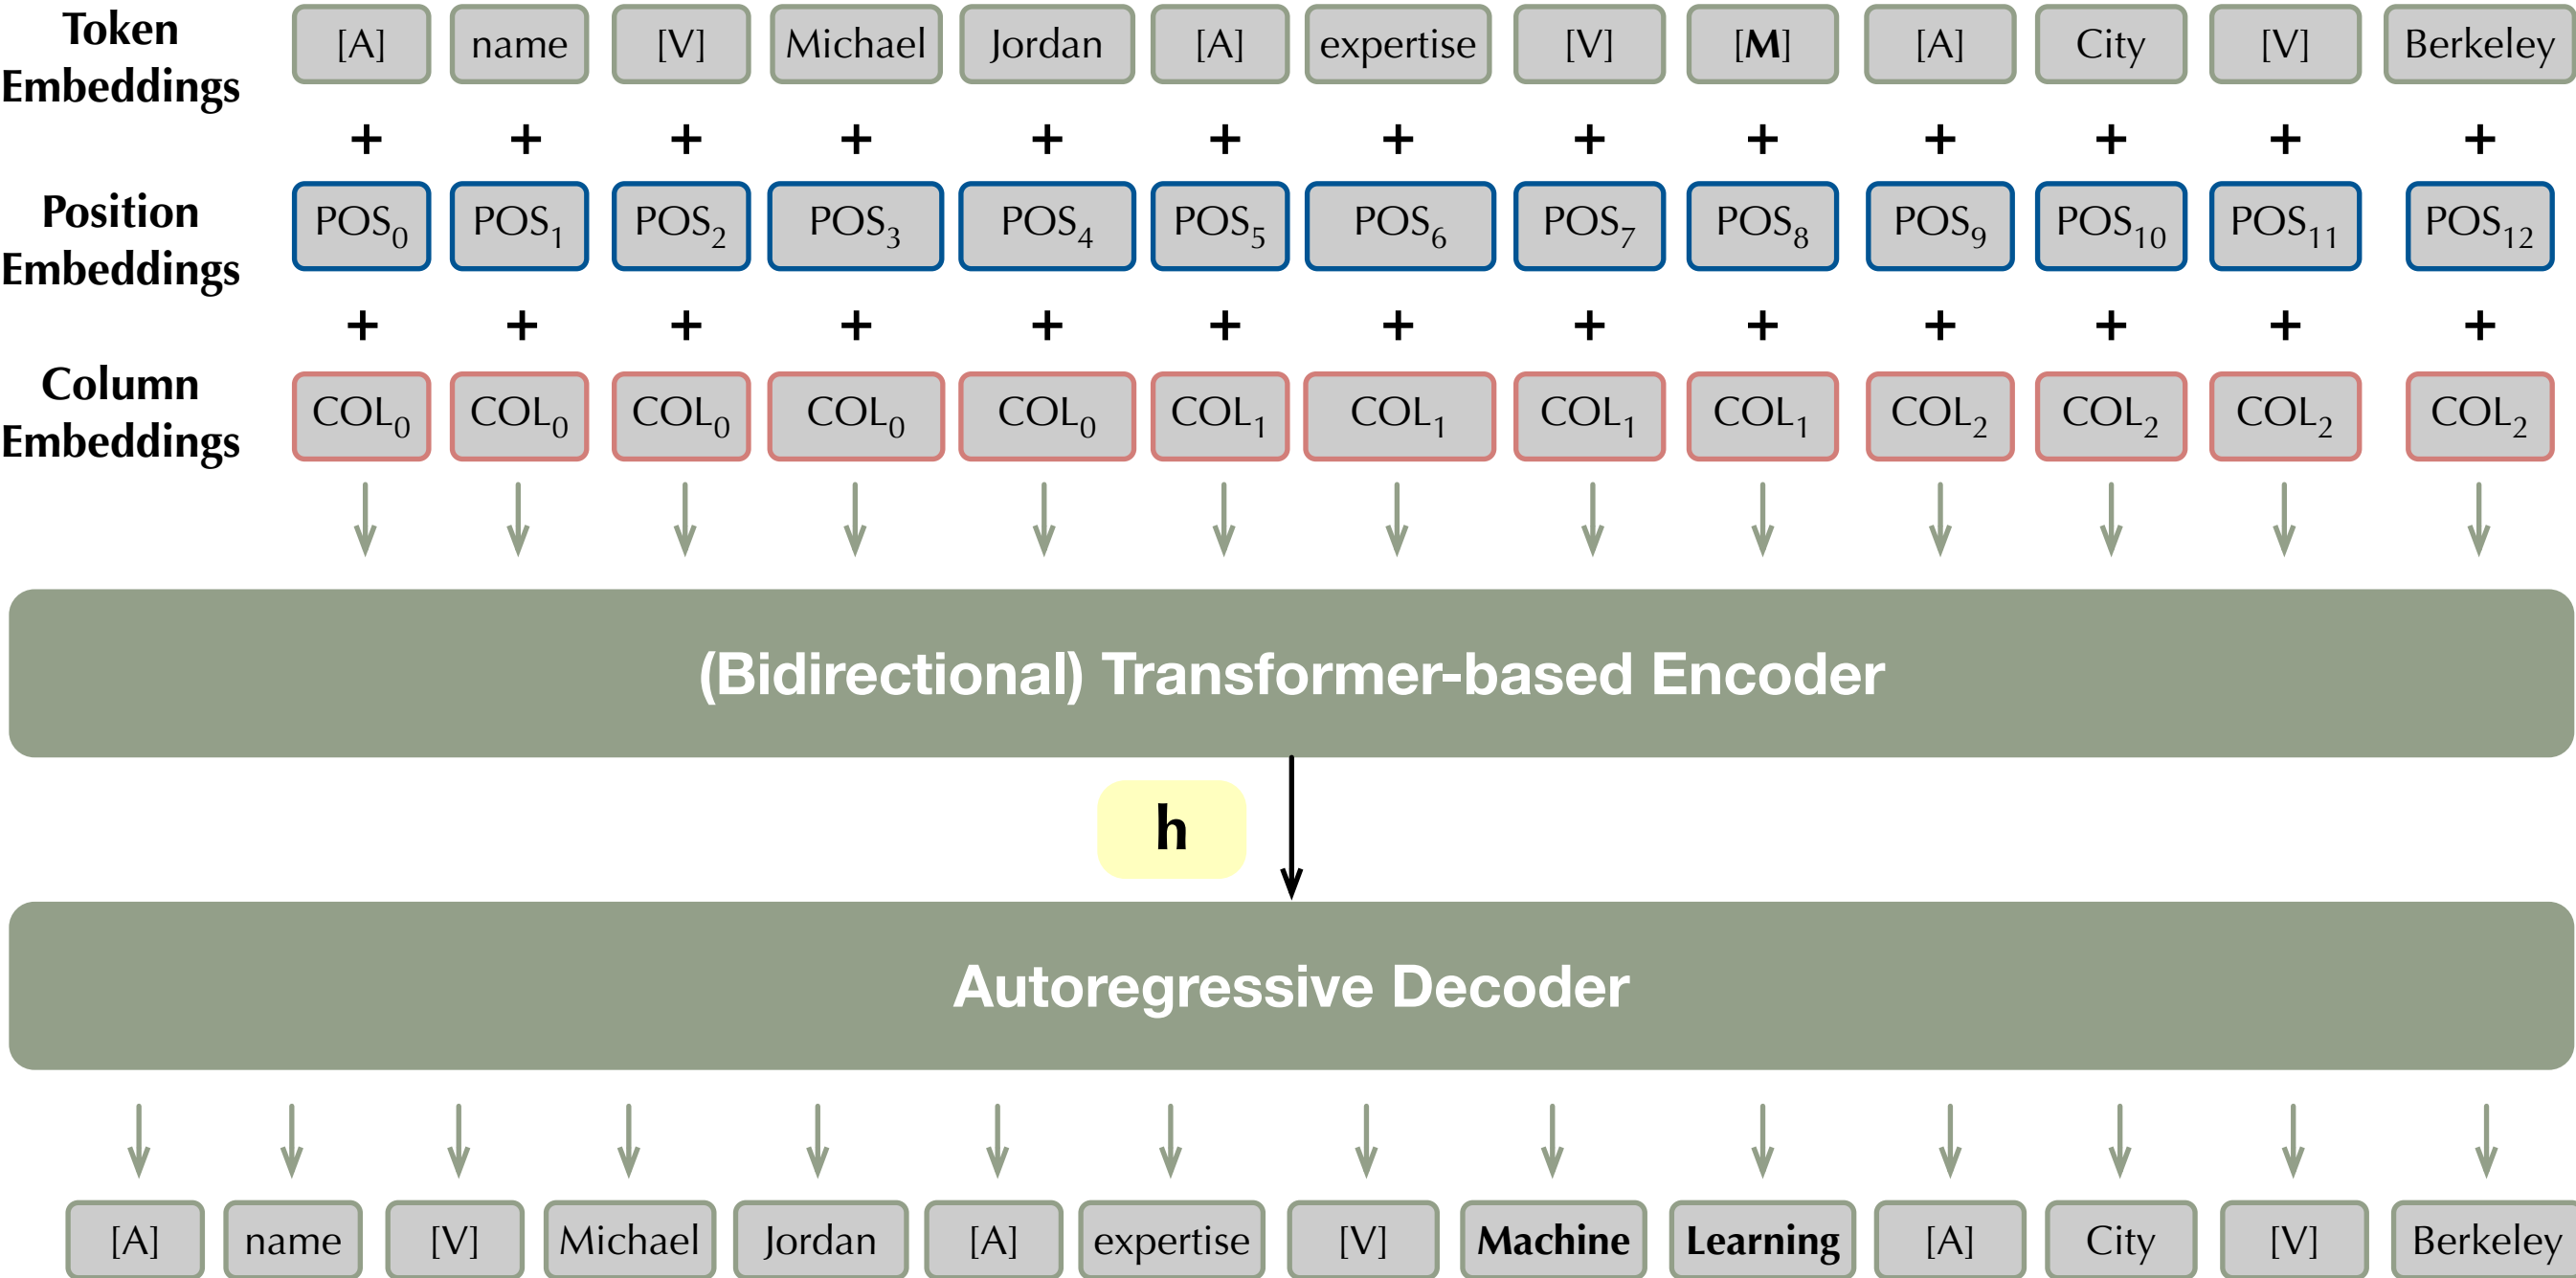 Token Embeddings [A] name [V] Michael Jordan [A] expertise [V] [M] [A] City [V] Berkeley
+ + + + + + + + + + + + +
Position Embeddings POS0 POS1 POS2 POS3 POS4 POS5 POS6 POS7 POS8 POS9 POS10 POS11 POS12
+ + + + + + + + + + + + +
Column Embeddings COL0 COL0 COL0 COL0 COL0 COL1 COL1 COL1 COL1 COL2 COL2 COL2 COL2
(Bidirectional) Transformer-based Encoder
h
Autoregressive Decoder
[A] name [V] Michael Jordan [A] expertise [V] Machine Learning [A] City [V] Berkeley